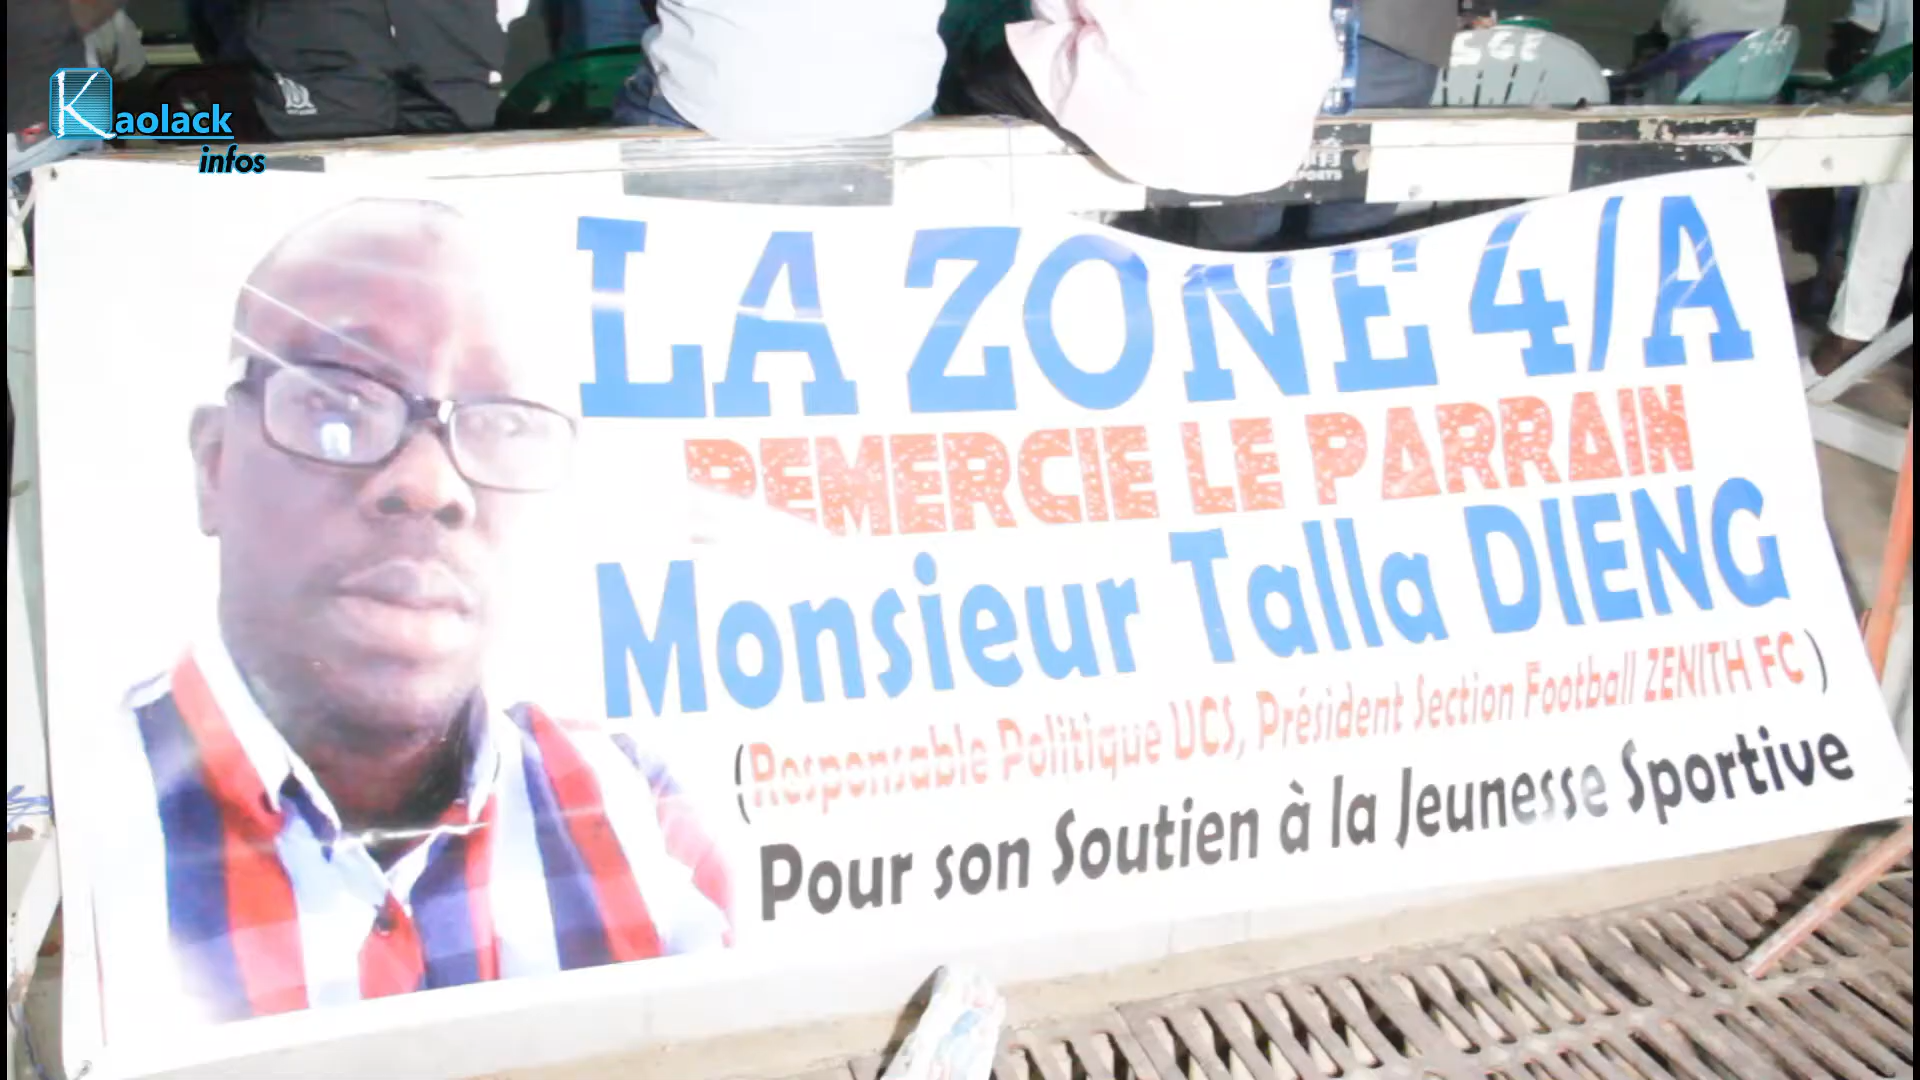 Kaolack
infos
SGE
LA ZONE 4/A
REMERCIE LE PARRAIN
Monsieur Talla DIENG
(Responsable Politique UCS, Président Section Football ZENITH FC )
Pour son Soutien à la Jeunesse Sportive